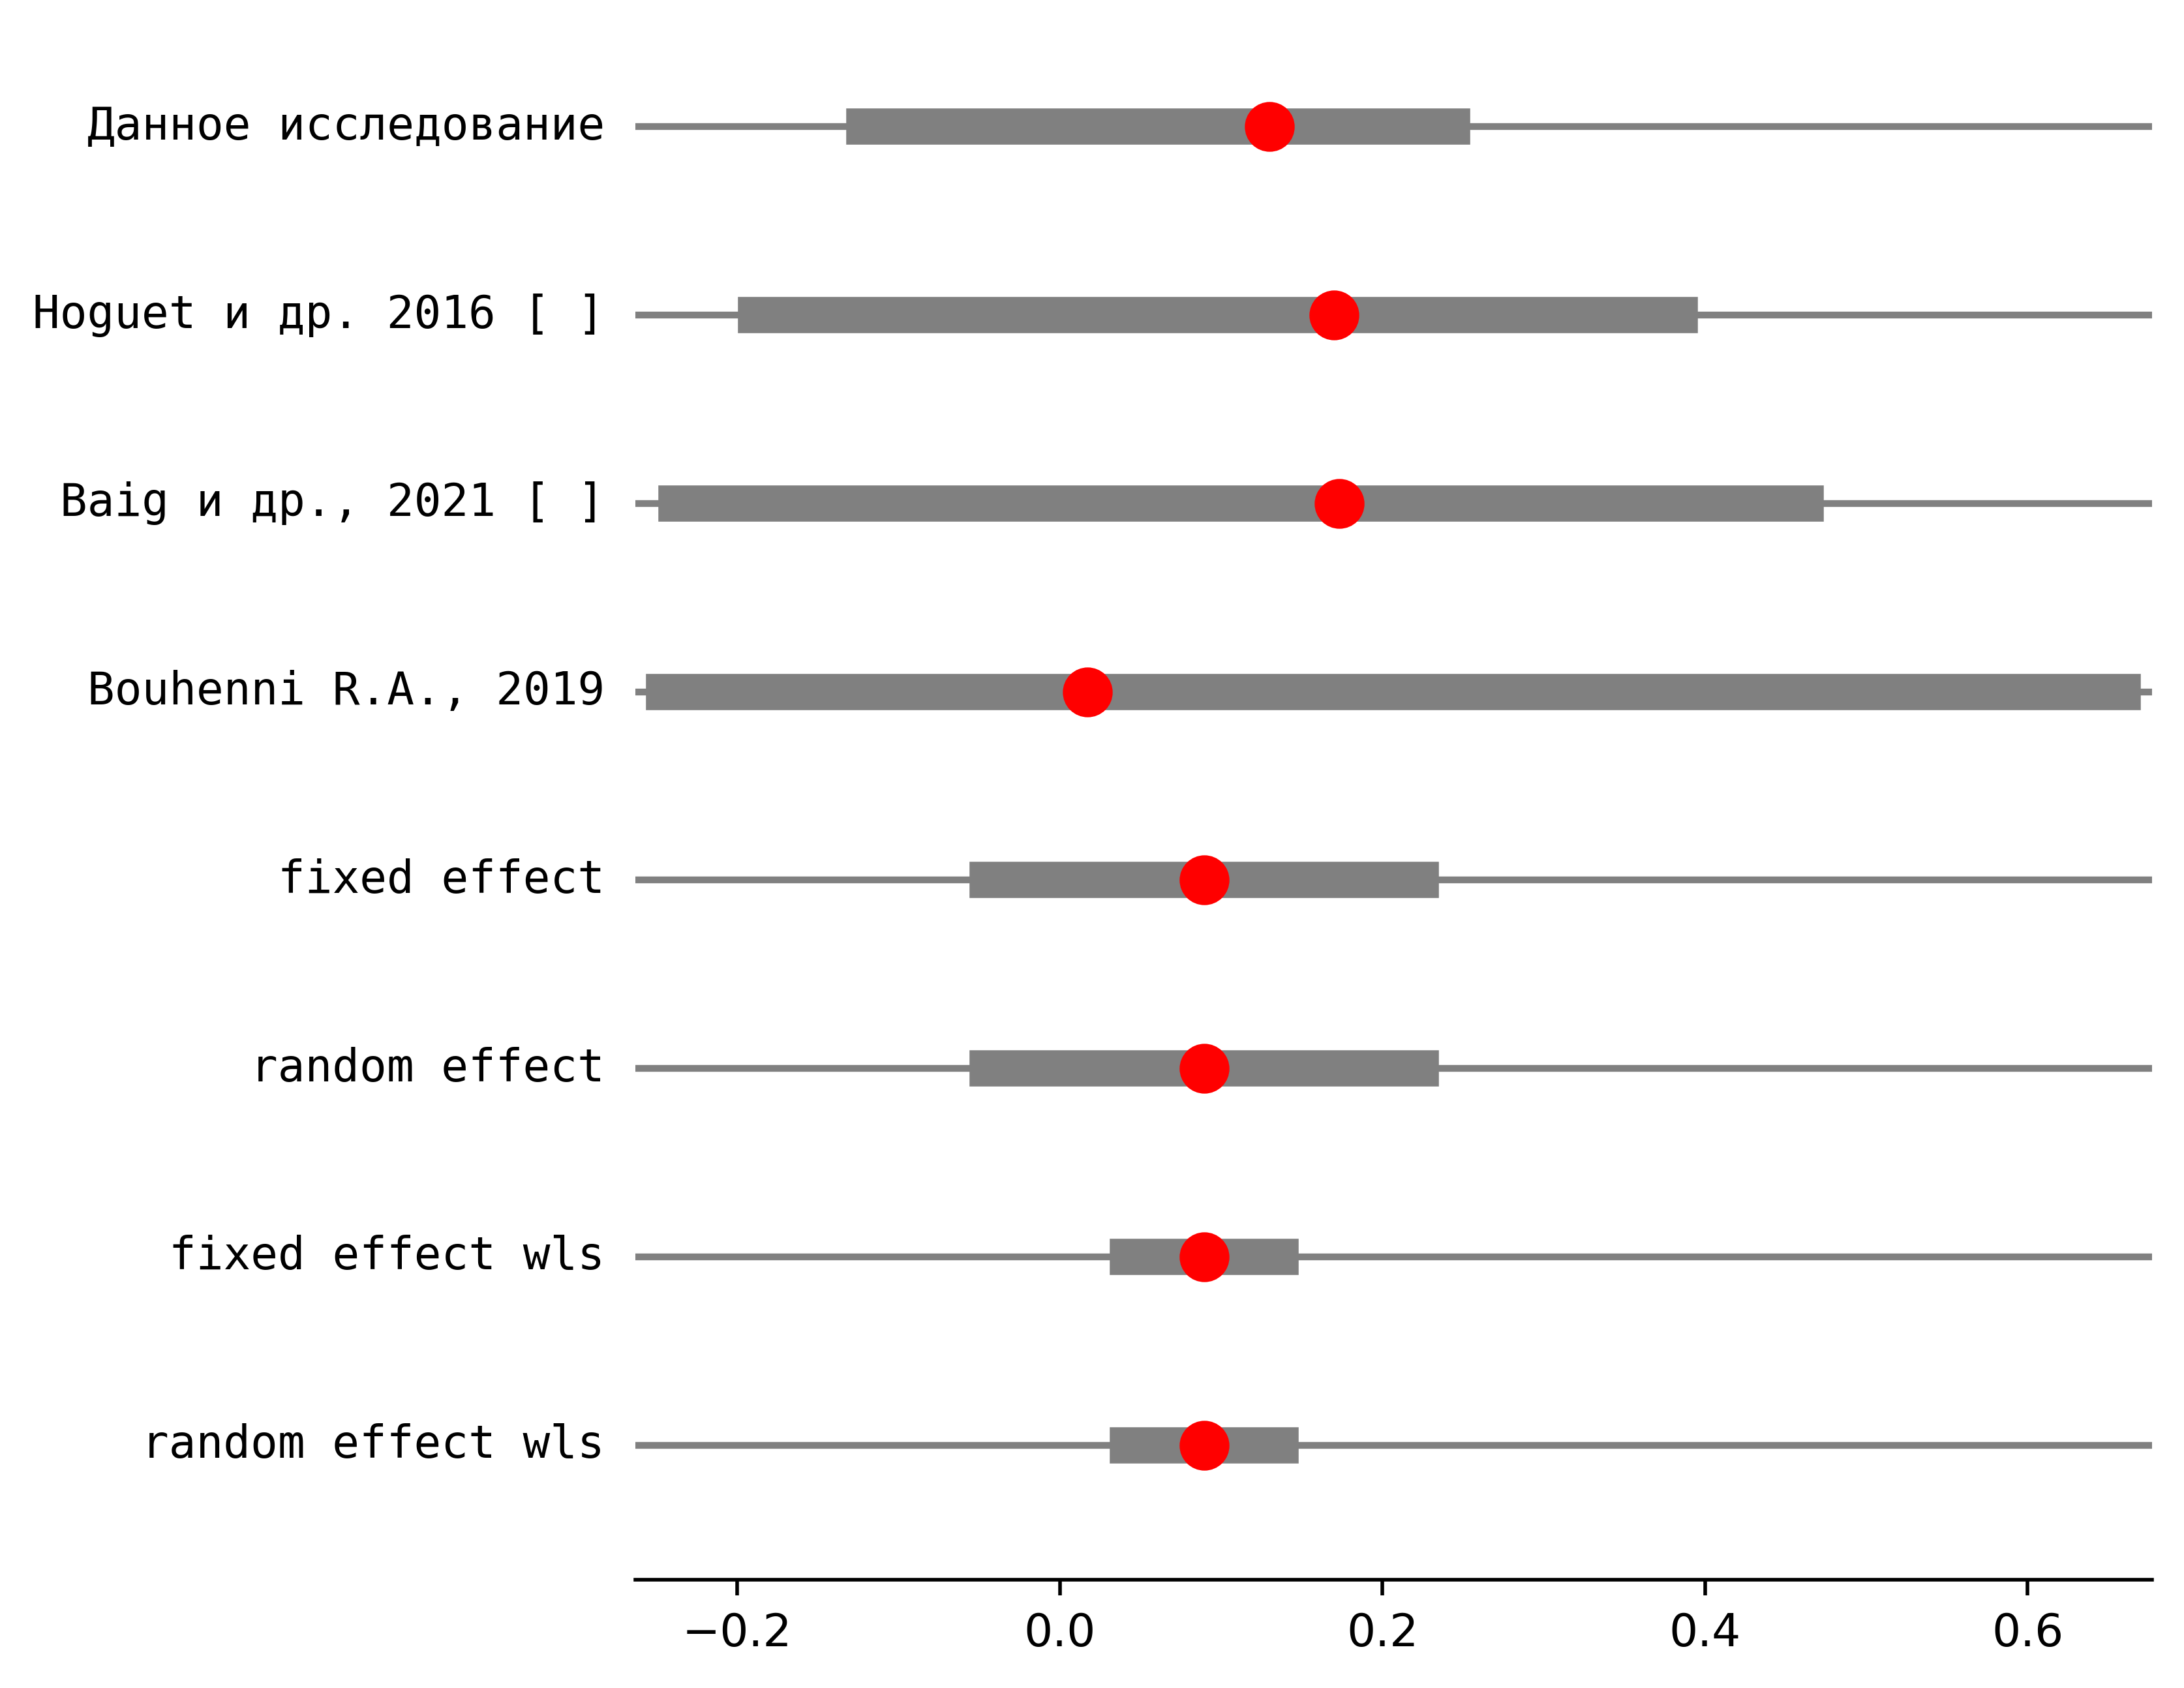 Данное исследование
Hoguet и др. 2016 [ ]
Baig и др., 2021 [ ]
Bouhenni R.A., 2019
fixed effect
random effect
fixed effect wls
random effect wls
−0.2 0.0 0.2 0.4 0.6